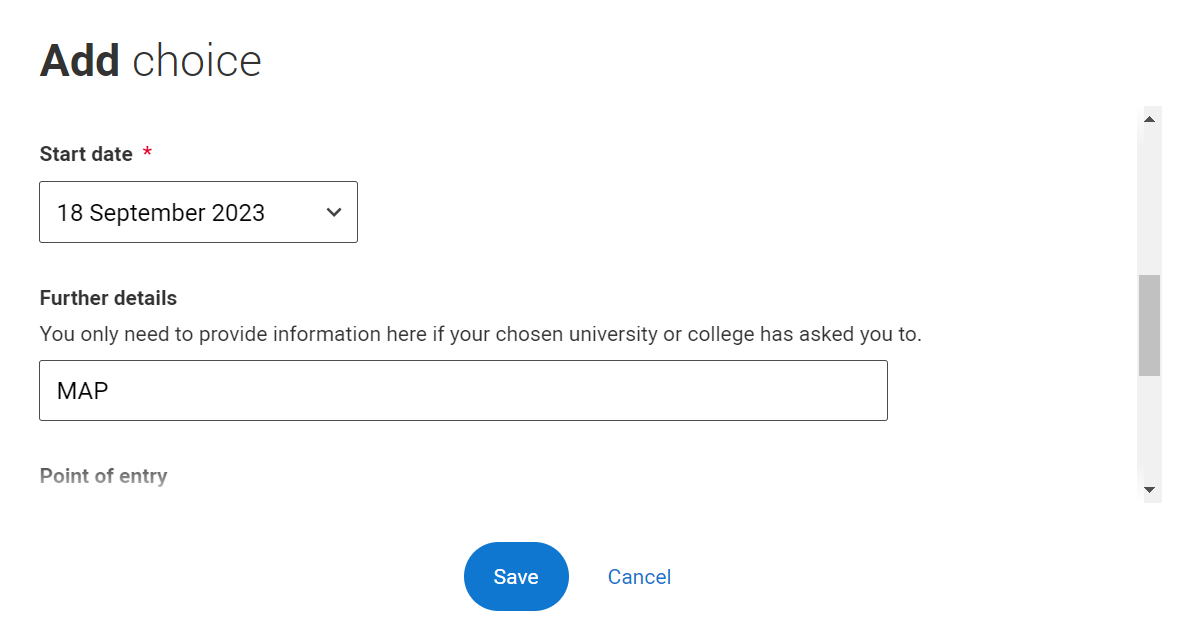 Add choice
Start date *
18 September 2023
Further details
You only need to provide information here if your chosen university or college has asked you to.
MAP
Point of entry
Save Cancel